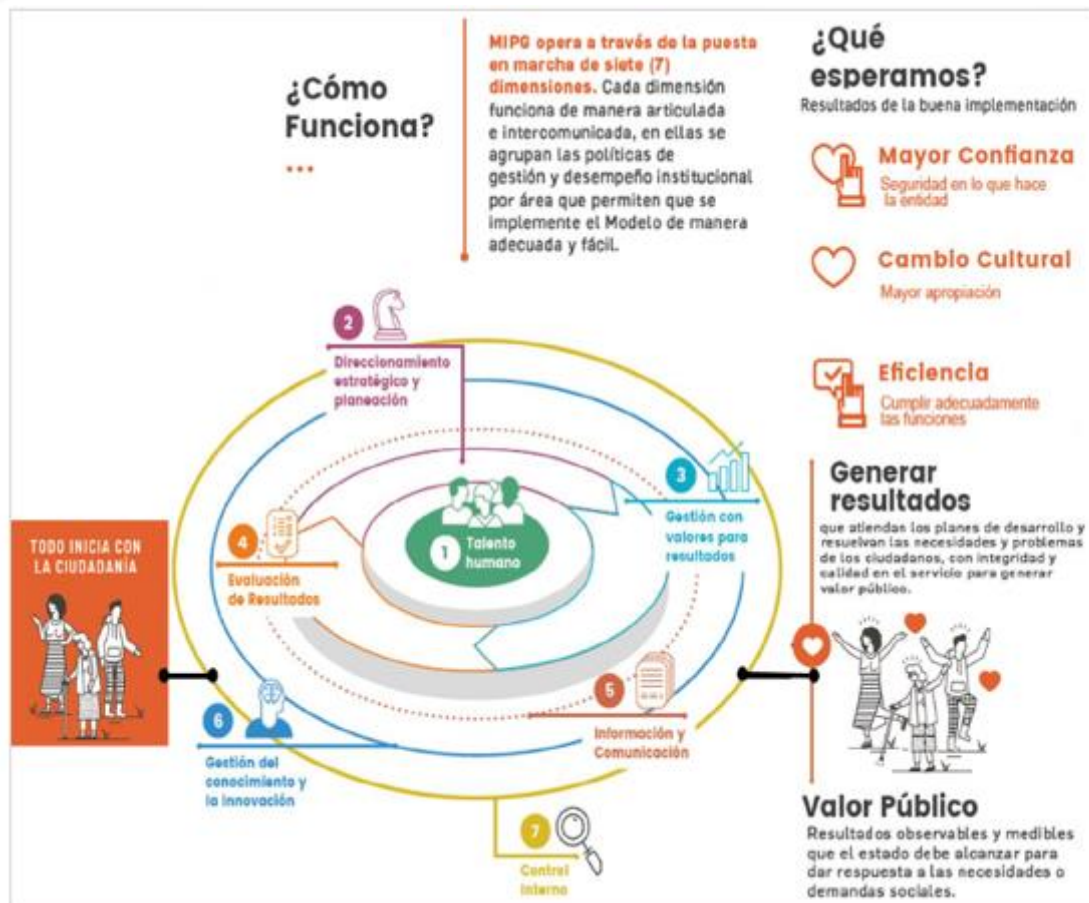 ¿Cómo
Funciona?
...
MIPG opera a través de la puesta
en marcha de siete (7)
dimensiones. Cada dimensión
funciona de manera articulada
e intercomunicada, en ellas se
agrupan las políticas de
gestión y desempeño institucional
por área que permiten que se
implemente el Modelo de manera
adecuada y fácil.
¿Qué
esperamos?
Resultados de la buena implementación
Mayor Confianza
Seguridad en lo que hace
la entidad
Cambio Cultural
Mayor apropiación
Eficiencia
Cumplir adecuadamente
las funciones
Generar
resultados
que atiendan los planes de desarrollo y
resuelvan las necesidades y problemas
de los ciudadanos, con integridad y
calidad en el servicio para generar
valor público.
Valor Público
Resultados observables y medibles
que el estado debe alcanzar para
dar respuesta a las necesidades o
demandas sociales.
TODO INICIA CON
LA CIUDADANÍA
1
Talento
humano
2
Direccionamiento
estratégico y
planeación
3
Gestión con
valores para
resultados
4
Evaluación
de Resultados
5
Información y
Comunicación
6
Gestión del
conocimiento y
la innovación
7
Control
Interno